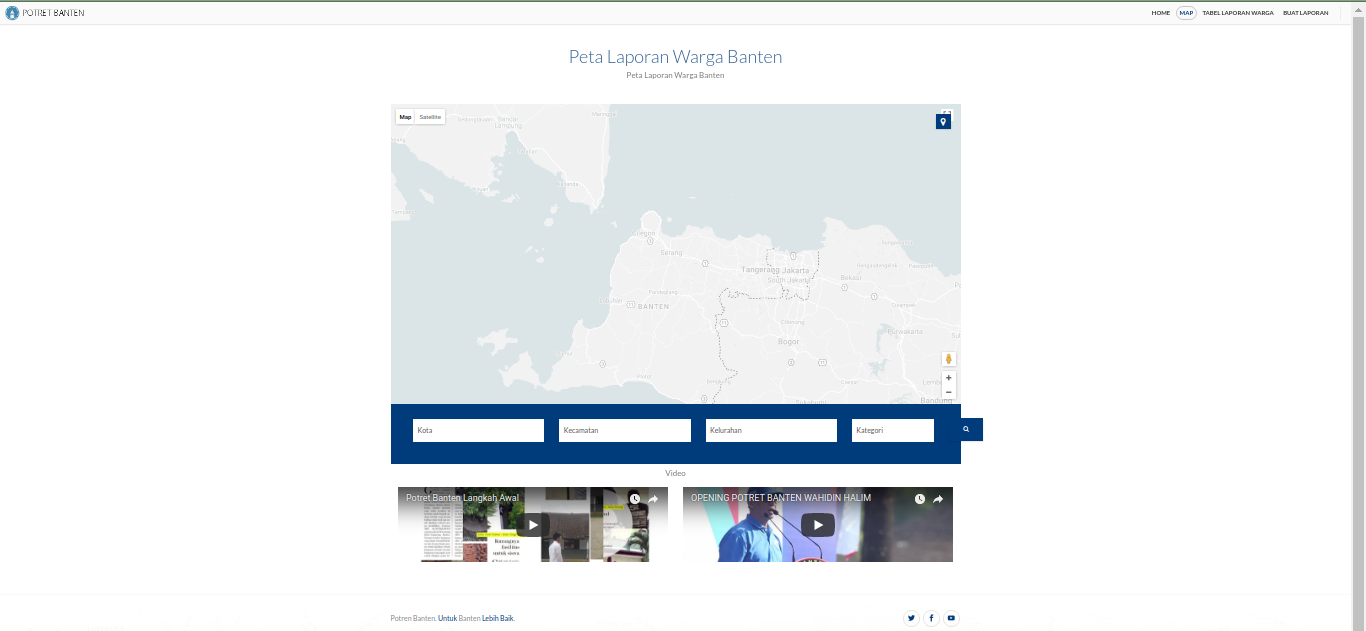 POTRET BANTEN
HOME MAP TABEL LAPORAN WARGA BUAT LAPORAN
Peta Laporan Warga Banten
Peta Laporan Warga Banten
Map Satellite
Bandar
Lampung
Cilegon
Serang
Tangerang Jakarta
South Jakarta
Bekasi
Pandeglang
BANTEN
Cibinong
Purwakarta
Bogor
Cianjur
Sukabumi
Bandung
Kota Kecamatan Kelurahan Kategori
Video
Potret Banten Langkah Awal
OPENING POTRET BANTEN WAHIDIN HALIM
Potren Banten. Untuk Banten Lebih Baik.